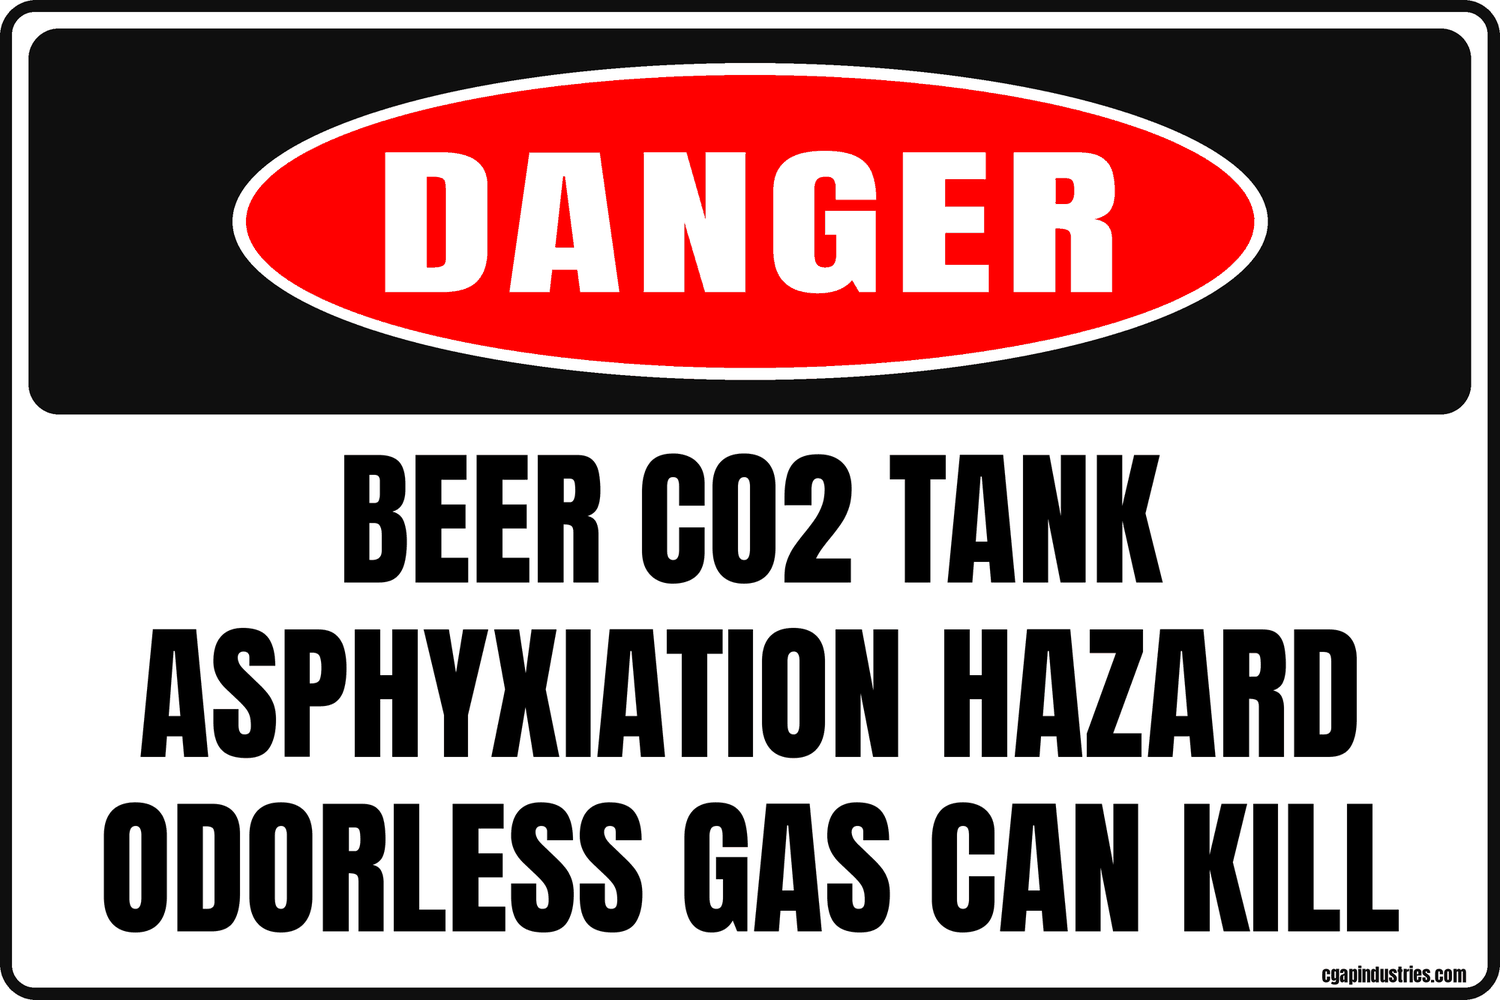 DANGER
BEER CO2 TANK
ASPHYXIATION HAZARD
ODORLESS GAS CAN KILL
cgapindustries.com